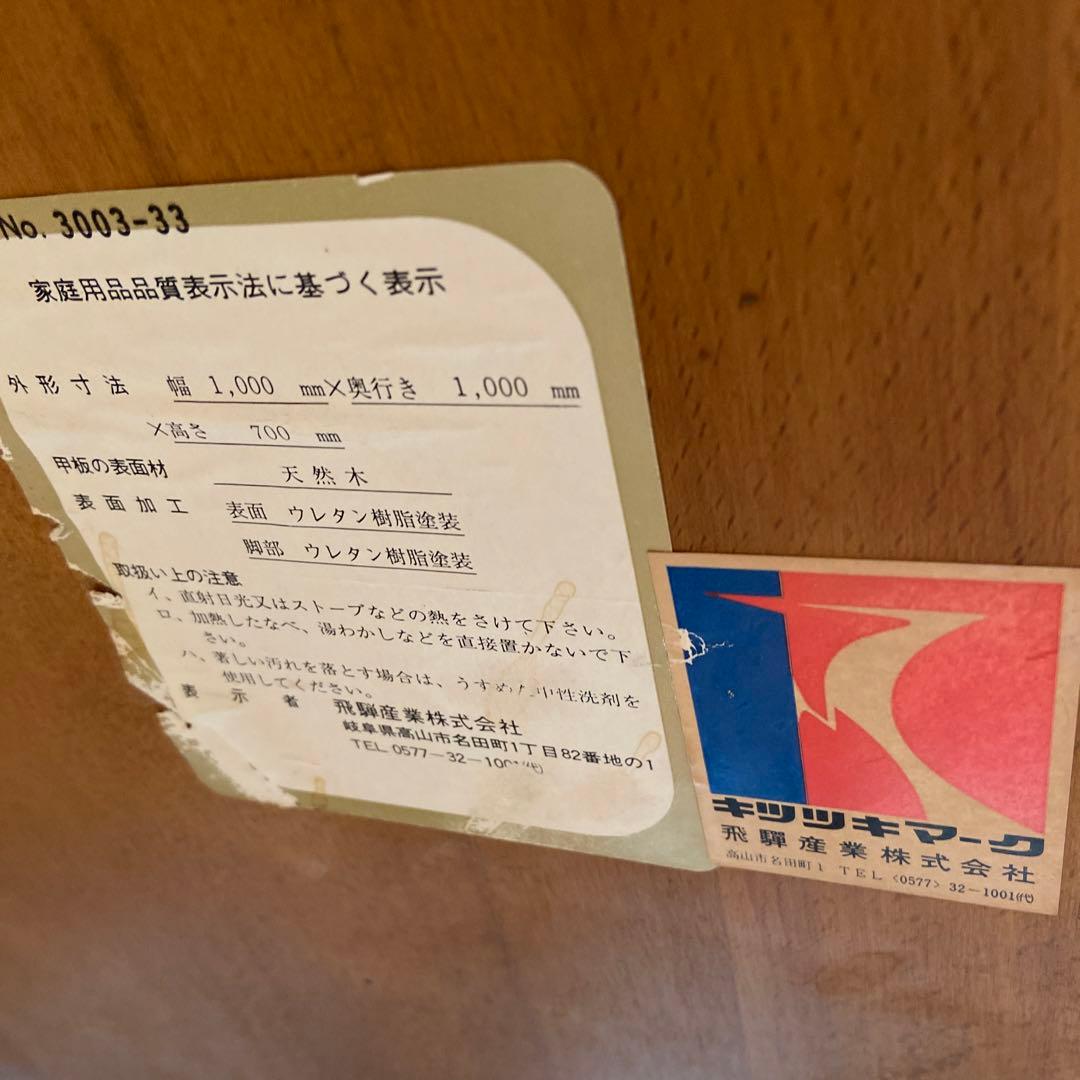 No. 3003-33
家庭用品品質表示法に基づく表示
外形寸法 幅 1,000 mm×奥行き 1,000 mm
×高さ 700 mm
甲板の表面材 天然木
表面加工 表面 ウレタン樹脂塗装
脚部 ウレタン樹脂塗装
取扱い上の注意
イ、直射日光又はストーブなどの熱をさけて下さい。
ロ、加熱したなべ、湯わかしなどを直接置かないで下
さい。
ハ、著しい汚れを落とす場合は、うすめた中性洗剤を
使用してください。
表示者 飛騨産業株式会社
岐阜県高山市名田町1丁目82番地の1
TEL 0577-32-1001(代)
キツツキマーク
飛騨産業株式会社
高山市名田町1 TEL <0577> 32-1001(代)